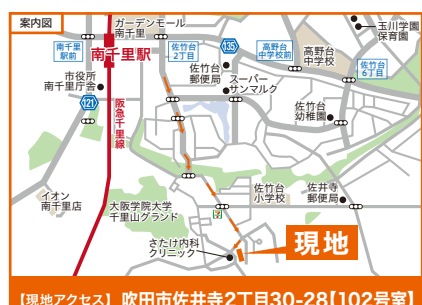 案内図
ガーデンモール
南千里
玉川学園
保育園
南千里
駅前
南千里駅
佐竹台
2丁目
135
高野台
中学校前
高野台
中学校
佐竹台
6丁目
佐竹台
郵便局
スーパー
サンマルク
市役所
南千里庁舎
121
阪急千里線
佐竹台
幼稚園
イオン
南千里店
大阪学院大学
千里山グランド
佐竹台
小学校
佐井寺
郵便局
7
さたけ内科
クリニック
現地
【現地アクセス】 吹田市佐井寺2丁目30-28【102号室】